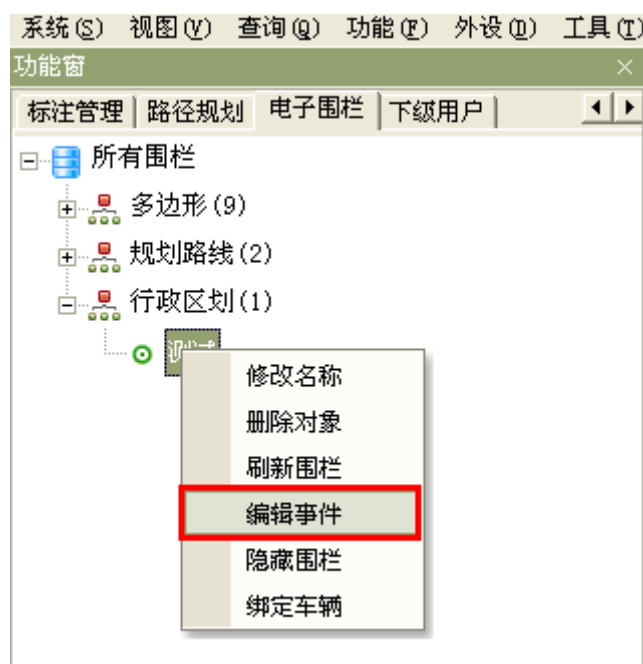 系统(S) 视图(V) 查询(Q) 功能(F) 外设(D) 工具(T)
功能窗
标注管理 路径规划 电子围栏 下级用户
所有围栏
多边形(9)
规划路线(2)
行政区划(1)
修改名称
删除对象
刷新围栏
编辑事件
隐藏围栏
绑定车辆